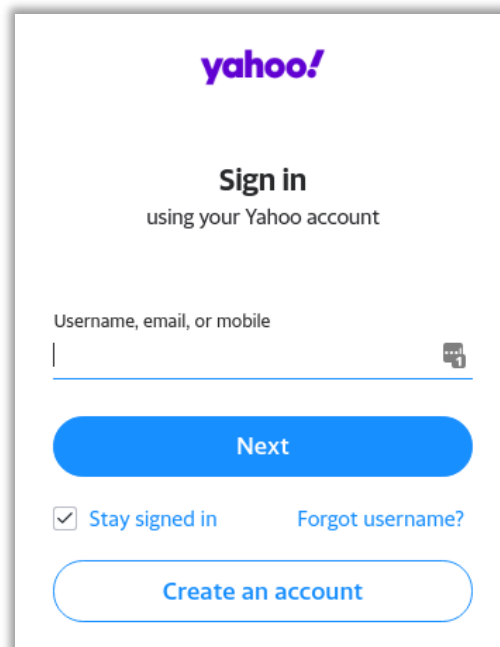 yahoo!
Sign in
using your Yahoo account
Username, email, or mobile
1
Next
Stay signed in Forgot username?
Create an account